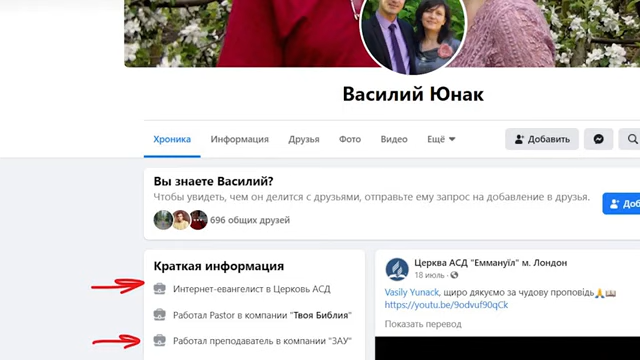 Василий Юнак
Хроника Информация Друзья Фото Видео Ещё Добавить
Вы знаете Василий?
Чтобы увидеть, чем он делится с друзьями, отправьте ему запрос на добавление в друзья.
Доб
696 общих друзей
Краткая информация
Интернет-евангелист в Церковь АСД
Работал Pastor в компании "Твоя Библия"
Работал преподаватель в компании "ЗАУ"
Церква АСД "Еммануїл" м. Лондон
18 июль ·
Vasily Yunack, щиро дякуємо за чудову проповідь
https://youtu.be/9odvuf90qCk
Показать перевод